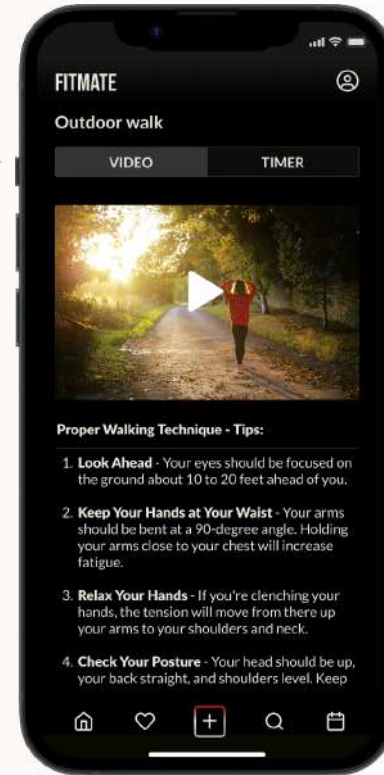 FITMATE
Outdoor walk
VIDEO TIMER
Proper Walking Technique - Tips:
1. Look Ahead - Your eyes should be focused on
the ground about 10 to 20 feet ahead of you.
2. Keep Your Hands at Your Waist - Your arms
should be bent at a 90-degree angle. Holding
your arms close to your chest will increase
fatigue.
3. Relax Your Hands - If you're clenching your
hands, the tension will move from there up
your arms to your shoulders and neck.
4. Check Your Posture - Your head should be up,
your back straight, and shoulders level. Keep